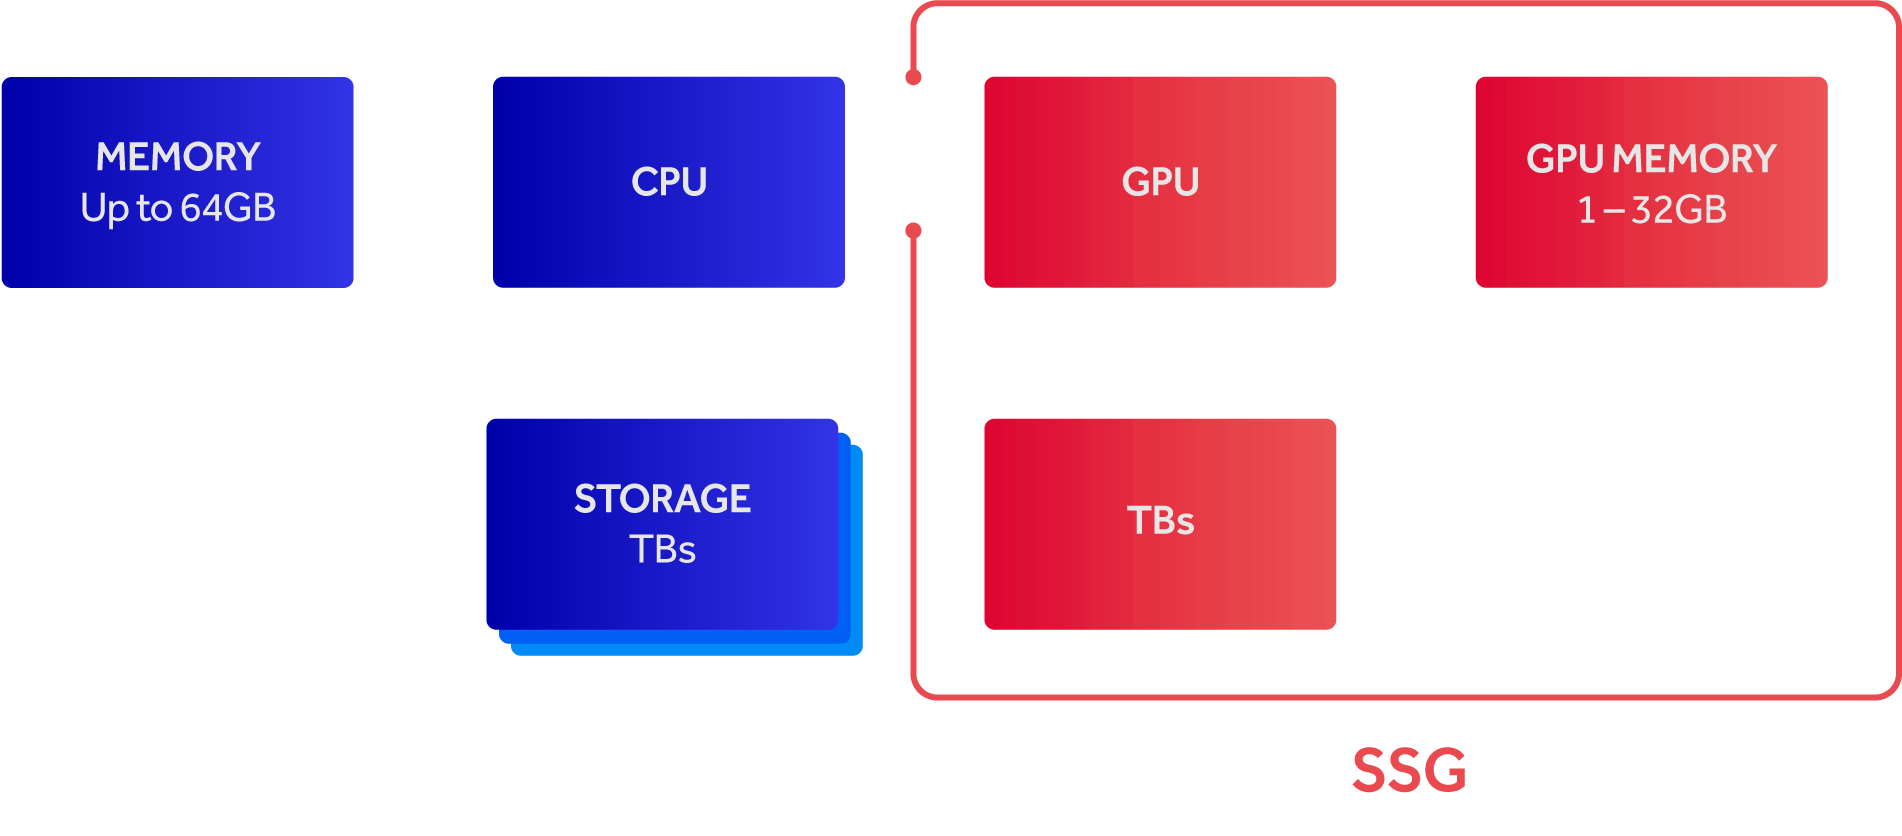 MEMORY
Up to 64GB
CPU
GPU
GPU MEMORY
1 – 32GB
STORAGE
TBs
TBs
SSG